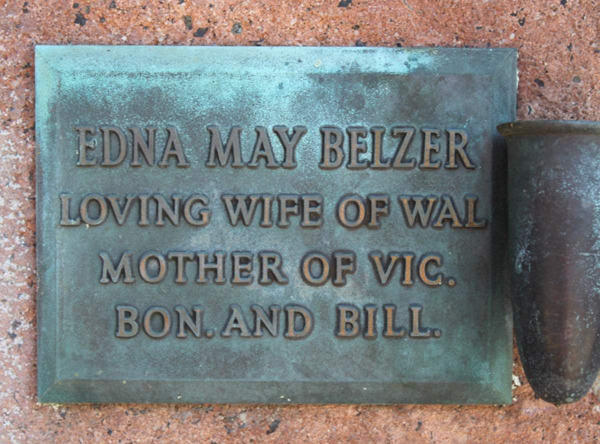 EDNA MAY BELZER
LOVING WIFE OF WAL
MOTHER OF VIC.
BON. AND BILL.